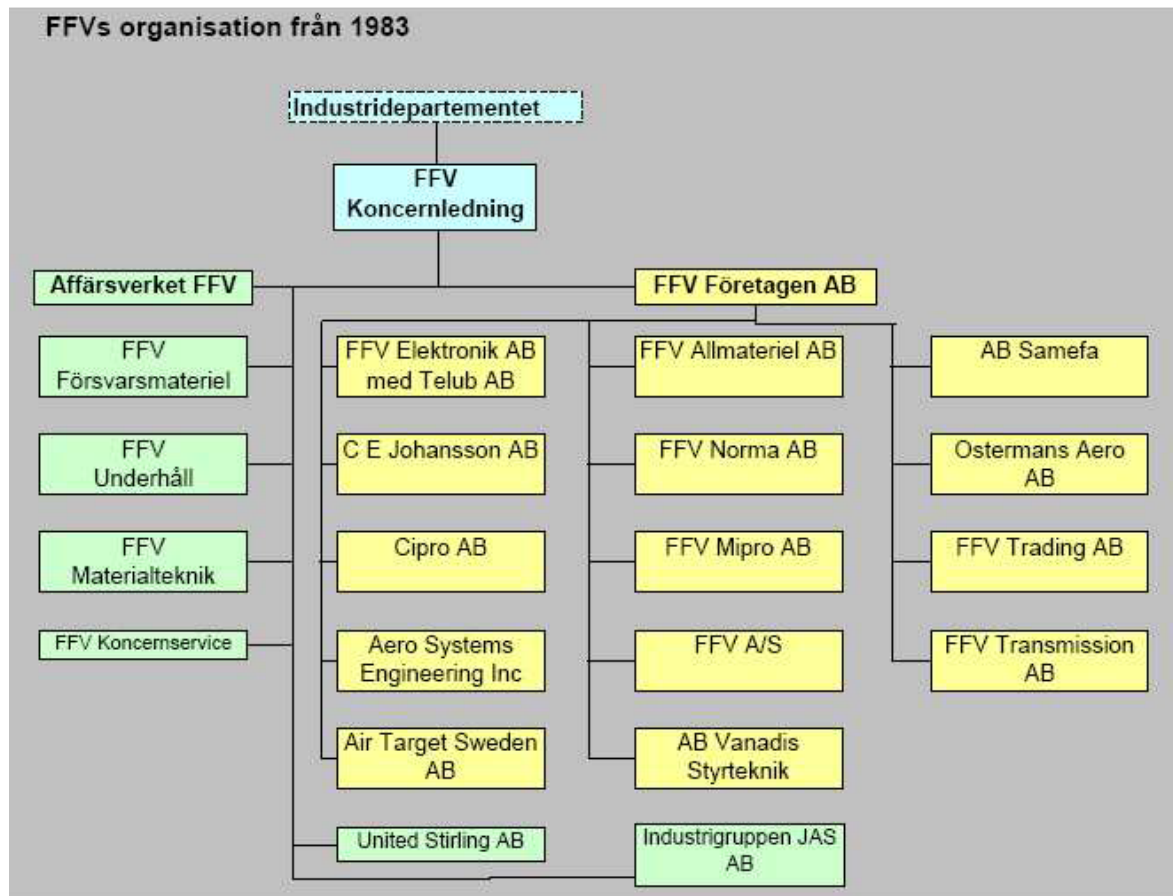 FFVs organisation från 1983
Industridepartementet
FFV
Koncernledning
Affärsverket FFV
FFV Företagen AB
FFV
Försvarsmateriel
FFV Elektronik AB
med Telub AB
FFV Allmateriel AB
AB Samefa
FFV
Underhåll
C E Johansson AB
FFV Norma AB
Ostermans Aero
AB
FFV
Materialteknik
Cipro AB
FFV Mipro AB
FFV Trading AB
FFV Koncernservice
Aero Systems
Engineering Inc
FFV A/S
FFV Transmission
AB
Air Target Sweden
AB
AB Vanadis
Styrteknik
United Stirling AB
Industrigruppen JAS
AB